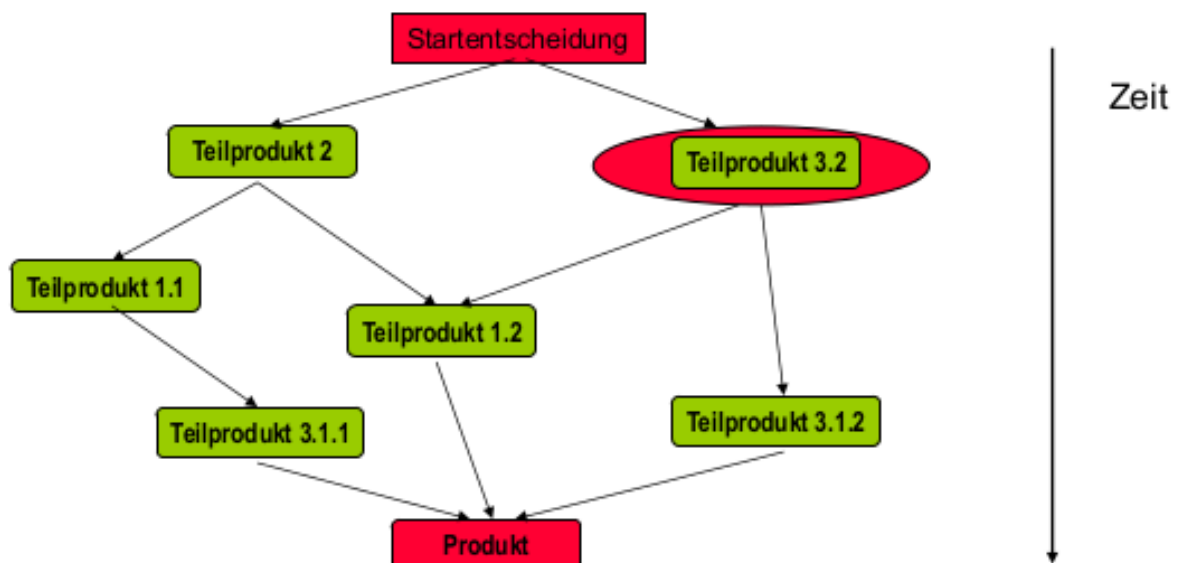 Startentscheidung
Zeit
Teilprodukt 2
Teilprodukt 3.2
Teilprodukt 1.1
Teilprodukt 1.2
Teilprodukt 3.1.1
Teilprodukt 3.1.2
Produkt